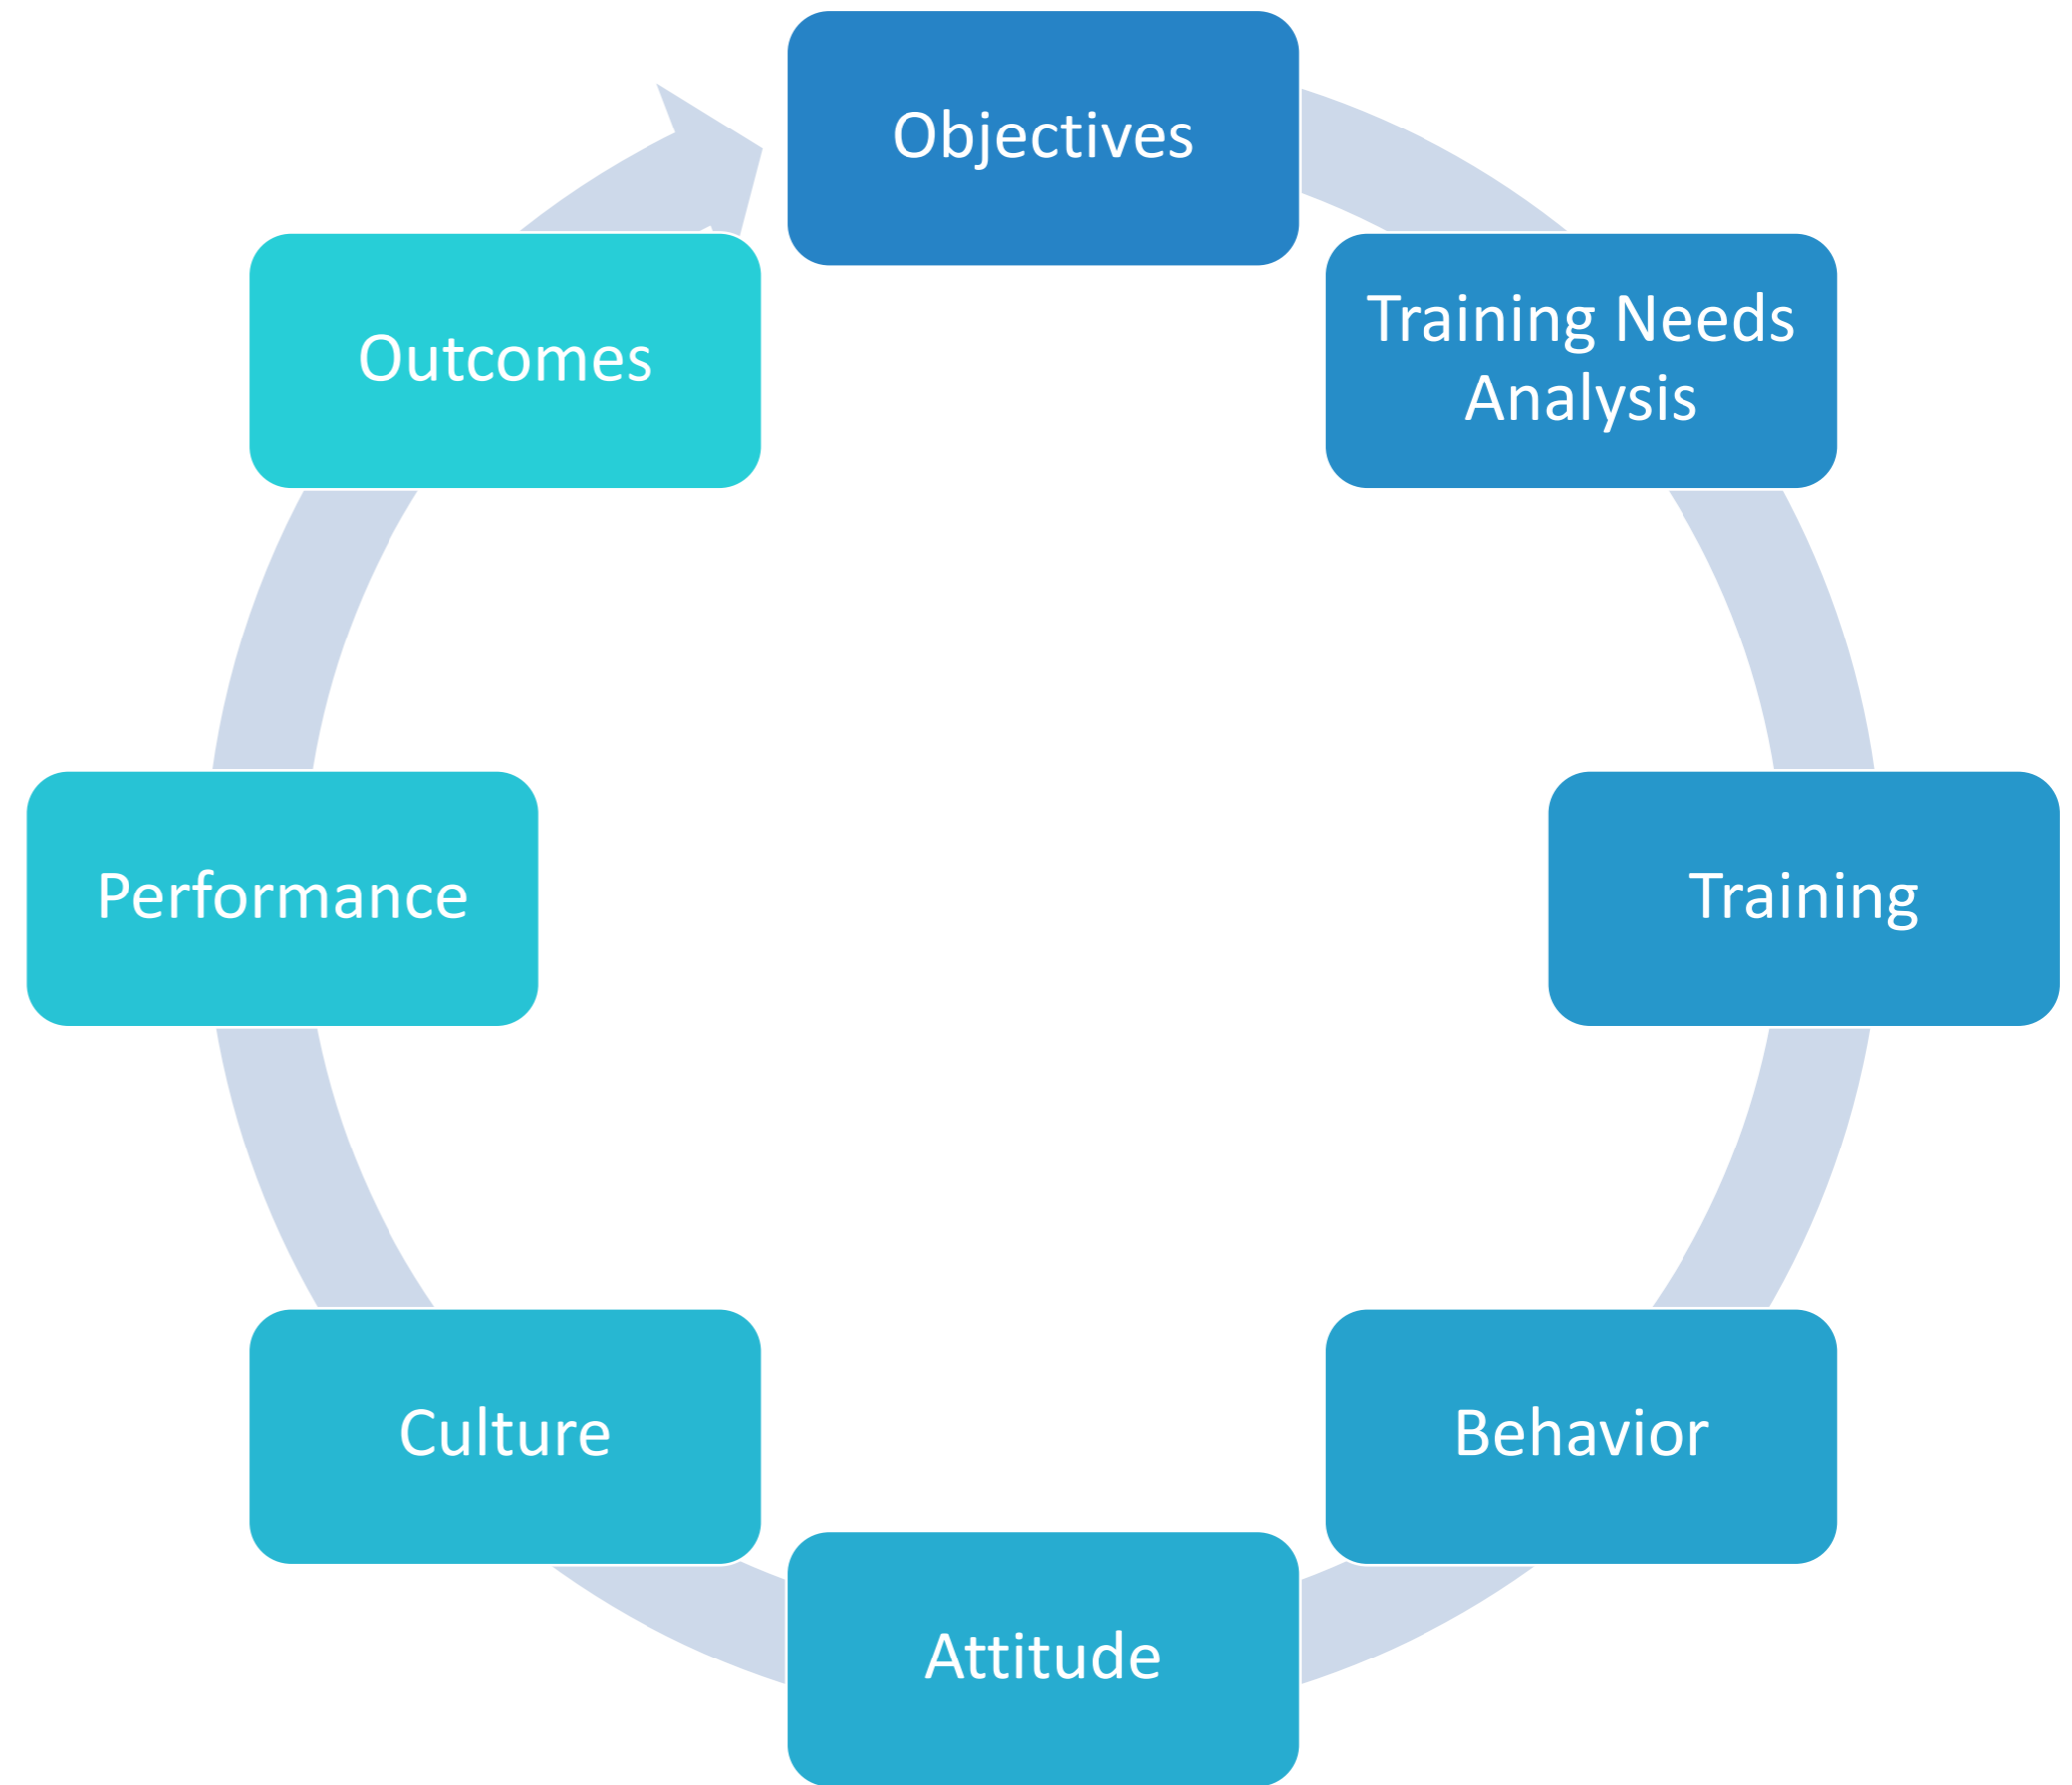 Objectives
Training Needs
Analysis
Training
Behavior
Attitude
Culture
Performance
Outcomes